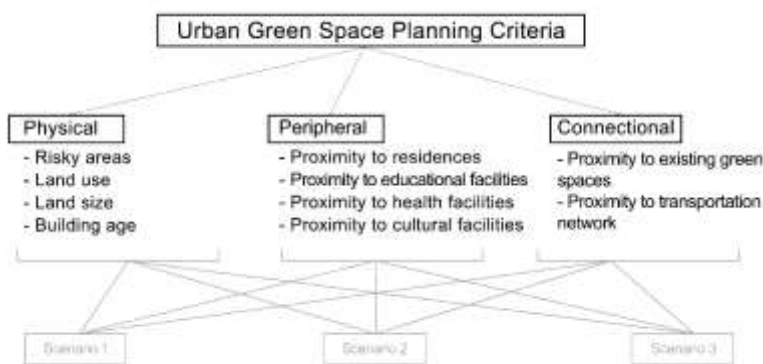 Urban Green Space Planning Criteria
Physical
- Risky areas
- Land use
- Land size
- Building age
Peripheral
- Proximity to residences
- Proximity to educational facilities
- Proximity to health facilities
- Proximity to cultural facilities
Connectional
- Proximity to existing green
spaces
- Proximity to transportation
network
Scenario 1
Scenario 2
Scenario 3